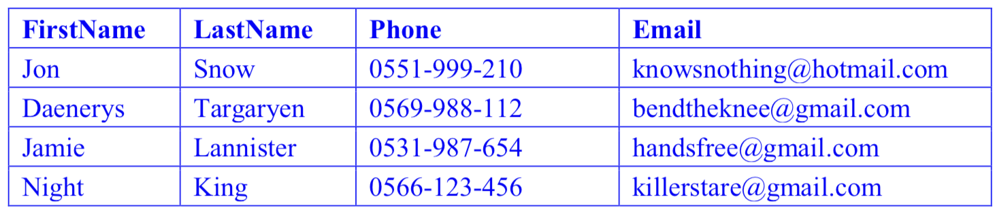 FirstName LastName Phone Email
Jon Snow 0551-999-210 knowsnothing@hotmail.com
Daenerys Targaryen 0569-988-112 bendtheknee@gmail.com
Jamie Lannister 0531-987-654 handsfree@gmail.com
Night King 0566-123-456 killerstare@gmail.com